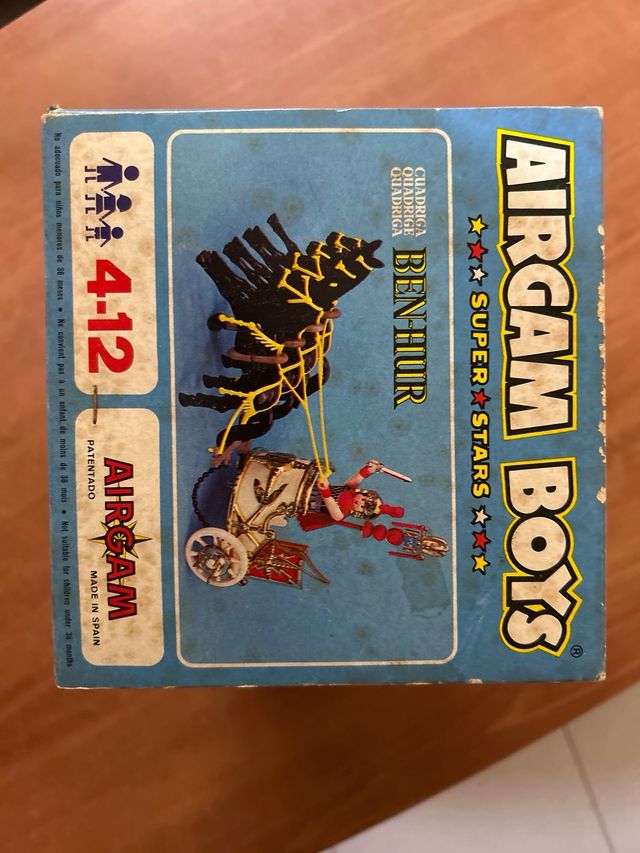 AIRGAM BOYS®
SUPER STARS
CUADRIGA
QUADRIGE
QUADRIGA
BEN-HUR
4-12
AIRGAM
PATENTADO MADE IN SPAIN
No adecuado para niños menores de 36 meses • Ne convient pas à un enfant de moins de 36 mois • Not suitable for children under 36 months